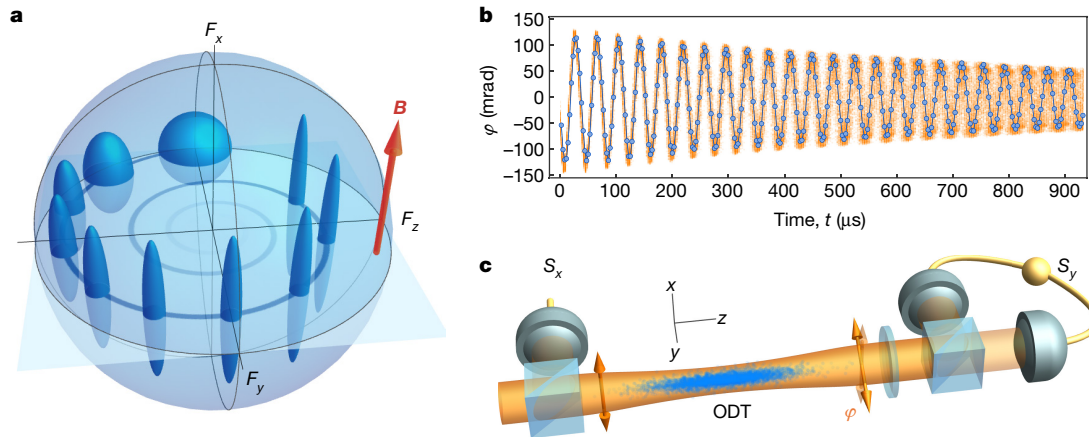 a
F_x
B
F_z
F_y
b
φ (mrad)
150
100
50
0
−50
−100
−150
0 100 200 300 400 500 600 700 800 900
Time, t (μs)
c
S_x
S_y
x
z
y
ODT
φ